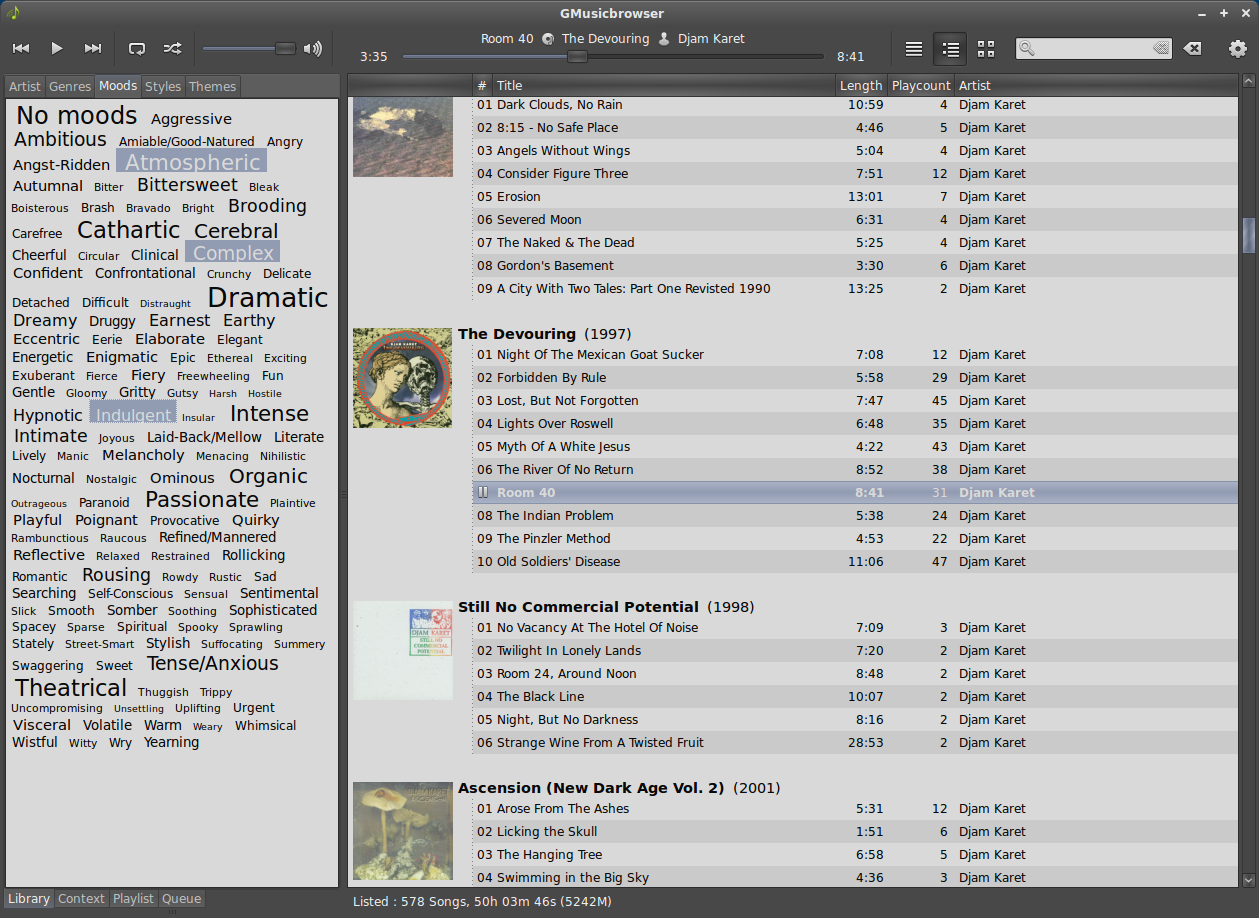 GMusicbrowser
Room 40 The Devouring Djam Karet
3:35 8:41
Artist Genres Moods Styles Themes
No moods Aggressive
Ambitious Amiable/Good-Natured Angry
Angst-Ridden Atmospheric
Autumnal Bitter Bittersweet Bleak
Boisterous Brash Bravado Bright Brooding
Carefree Cathartic Cerebral
Cheerful Circular Clinical Complex
Confident Confrontational Crunchy Delicate
Detached Difficult Distraught Dramatic
Dreamy Druggy Earnest Earthy
Eccentric Eerie Elaborate Elegant
Energetic Enigmatic Epic Ethereal Exciting
Exuberant Fierce Fiery Freewheeling Fun
Gentle Gloomy Gritty Gutsy Harsh Hostile
Hypnotic Indulgent Insular Intense
Intimate Joyous Laid-Back/Mellow Literate
Lively Manic Melancholy Menacing Nihilistic
Nocturnal Nostalgic Ominous Organic
Outrageous Paranoid Passionate Plaintive
Playful Poignant Provocative Quirky
Rambunctious Raucous Refined/Mannered
Reflective Relaxed Restrained Rollicking
Romantic Rousing Rowdy Rustic Sad
Searching Self-Conscious Sensual Sentimental
Slick Smooth Somber Soothing Sophisticated
Spacey Sparse Spiritual Spooky Sprawling
Stately Street-Smart Stylish Suffocating Summery
Swaggering Sweet Tense/Anxious
Theatrical Thuggish Trippy
Uncompromising Unsettling Uplifting Urgent
Visceral Volatile Warm Weary Whimsical
Wistful Witty Wry Yearning
Library Context Playlist Queue
# Title Length Playcount Artist
01 Dark Clouds, No Rain 10:59 4 Djam Karet
02 8:15 - No Safe Place 4:46 5 Djam Karet
03 Angels Without Wings 5:04 4 Djam Karet
04 Consider Figure Three 7:51 12 Djam Karet
05 Erosion 13:01 7 Djam Karet
06 Severed Moon 6:31 4 Djam Karet
07 The Naked & The Dead 5:25 4 Djam Karet
08 Gordon's Basement 3:30 6 Djam Karet
09 A City With Two Tales: Part One Revisted 1990 13:25 2 Djam Karet
The Devouring (1997)
01 Night Of The Mexican Goat Sucker 7:08 12 Djam Karet
02 Forbidden By Rule 5:58 29 Djam Karet
03 Lost, But Not Forgotten 7:47 45 Djam Karet
04 Lights Over Roswell 6:48 35 Djam Karet
05 Myth Of A White Jesus 4:22 43 Djam Karet
06 The River Of No Return 8:52 38 Djam Karet
Room 40 8:41 31 Djam Karet
08 The Indian Problem 5:38 24 Djam Karet
09 The Pinzler Method 4:53 22 Djam Karet
10 Old Soldiers' Disease 11:06 47 Djam Karet
Still No Commercial Potential (1998)
DJAM KARET
STILL NO
COMMERCIAL
POTENTIAL
01 No Vacancy At The Hotel Of Noise 7:09 3 Djam Karet
02 Twilight In Lonely Lands 7:20 2 Djam Karet
03 Room 24, Around Noon 8:48 2 Djam Karet
04 The Black Line 10:07 2 Djam Karet
05 Night, But No Darkness 8:16 2 Djam Karet
06 Strange Wine From A Twisted Fruit 28:53 2 Djam Karet
Ascension (New Dark Age Vol. 2) (2001)
01 Arose From The Ashes 5:31 12 Djam Karet
02 Licking the Skull 1:51 6 Djam Karet
03 The Hanging Tree 6:58 5 Djam Karet
04 Swimming in the Big Sky 4:36 3 Djam Karet
Listed : 578 Songs, 50h 03m 46s (5242M)